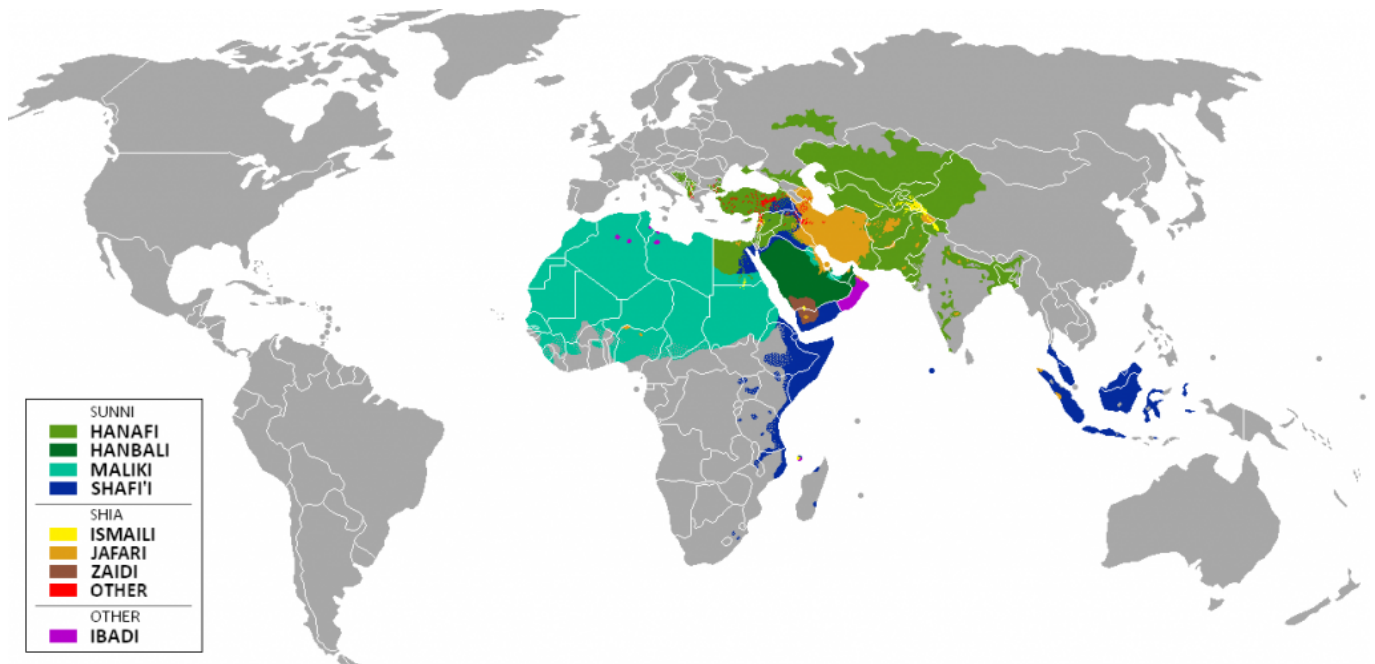 SUNNI
HANAFI
HANBALI
MALIKI
SHAFI'I
SHIA
ISMAILI
JAFARI
ZAIDI
OTHER
OTHER
IBADI